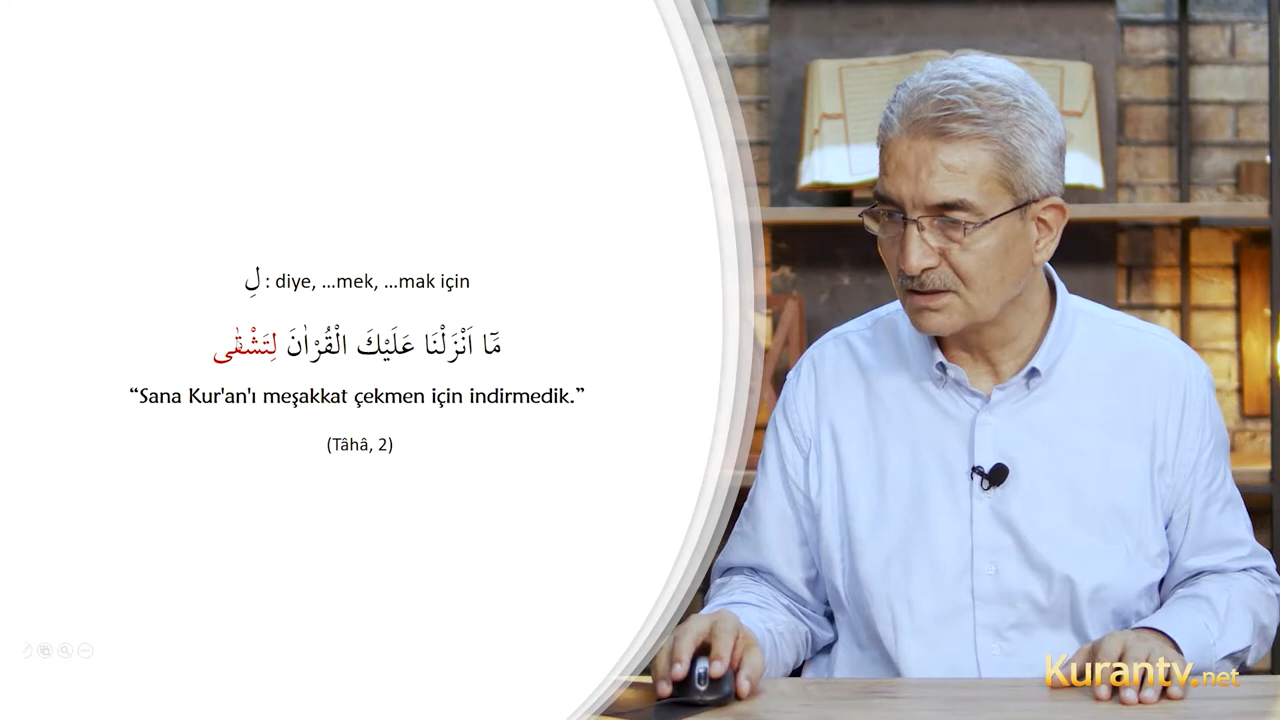 لِ : diye, ...mek, ...mak için
مَٓا اَنْزَلْنَا عَلَيْكَ الْقُرْاٰنَ لِتَشْقٰٓى
“Sana Kur'an'ı meşakkat çekmen için indirmedik.”
(Tâhâ, 2)
Kurantv.net